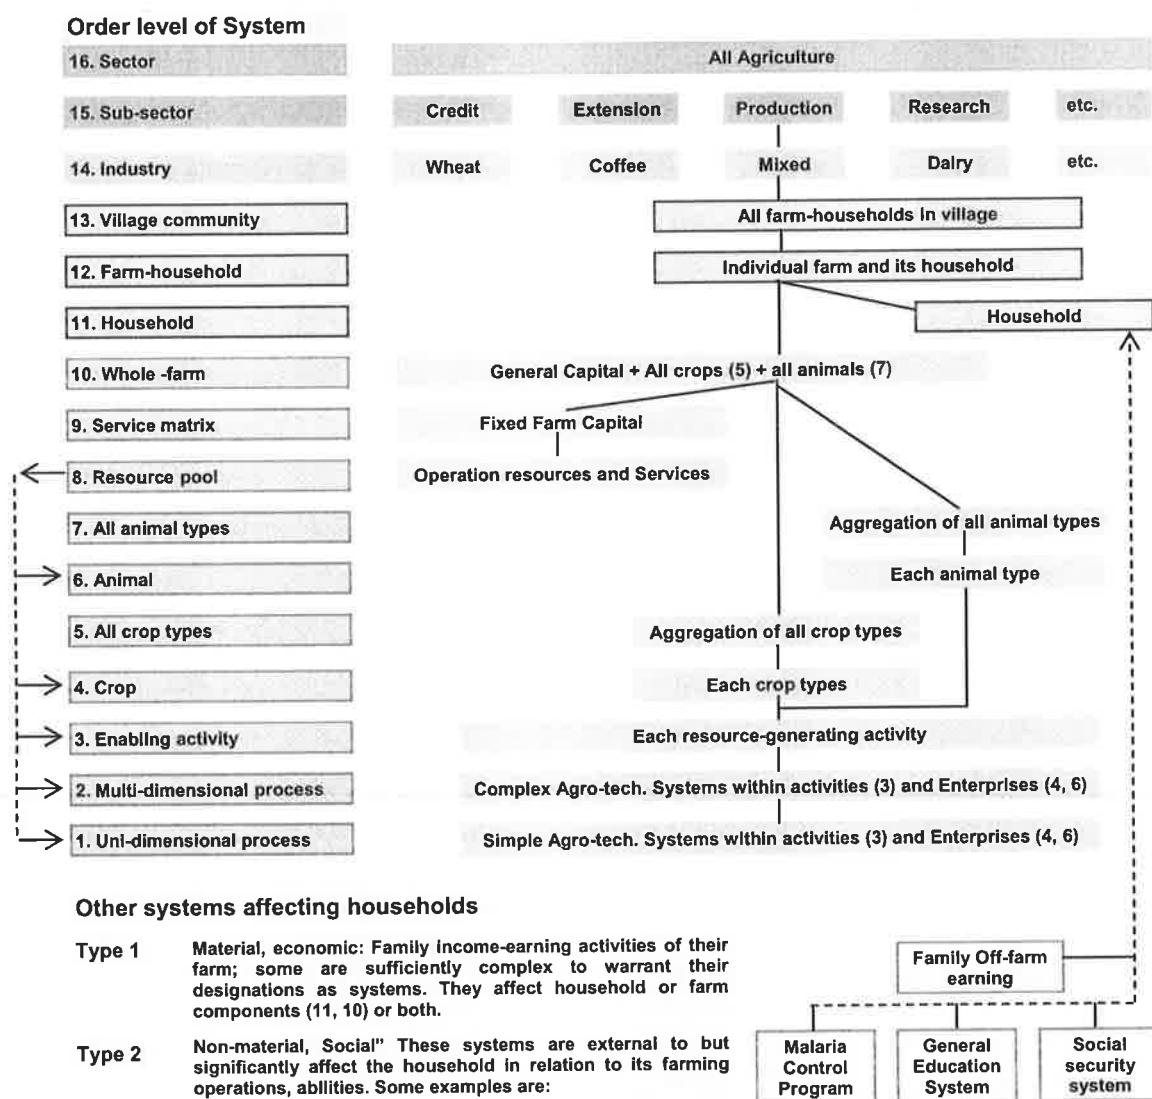 Order level of System
16. Sector
All Agriculture
15. Sub-sector
Credit
Extension
Production
Research
etc.
14. Industry
Wheat
Coffee
Mixed
Dalry
etc.
13. Village community
All farm-households in village
12. Farm-household
Individual farm and its household
11. Household
Household
10. Whole -farm
General Capital + All crops (5) + all animals (7)
9. Service matrix
Fixed Farm Capital
8. Resource pool
Operation resources and Services
7. All animal types
Aggregation of all animal types
6. Animal
Each animal type
5. All crop types
Aggregation of all crop types
4. Crop
Each crop types
3. Enabling activity
Each resource-generating activity
2. Multi-dimensional process
Complex Agro-tech. Systems within activities (3) and Enterprises (4, 6)
1. Uni-dimensional process
Simple Agro-tech. Systems within activities (3) and Enterprises (4, 6)
Other systems affecting households
Type 1
Material, economic: Family Income-earning activities of their
farm; some are sufficiently complex to warrant their
designations as systems. They affect household or farm
components (11, 10) or both.
Family Off-farm
earning
Type 2
Non-material, Social" These systems are external to but
significantly affect the household in relation to its farming
operations, abilities. Some examples are:
Malaria
Control
Program
General
Education
System
Social
security
system